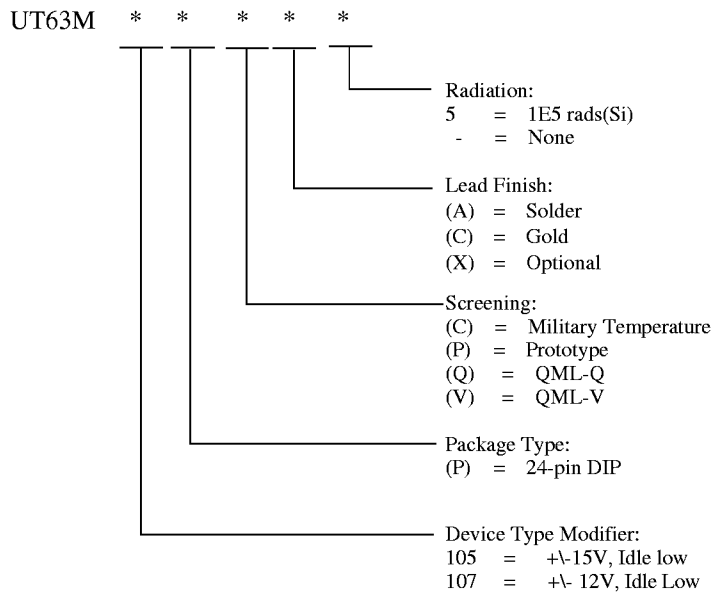 UT63M * * * * *
Radiation:
5 = 1E5 rads(Si)
- = None
Lead Finish:
(A) = Solder
(C) = Gold
(X) = Optional
Screening:
(C) = Military Temperature
(P) = Prototype
(Q) = QML-Q
(V) = QML-V
Package Type:
(P) = 24-pin DIP
Device Type Modifier:
105 = +\-15V, Idle low
107 = +\- 12V, Idle Low